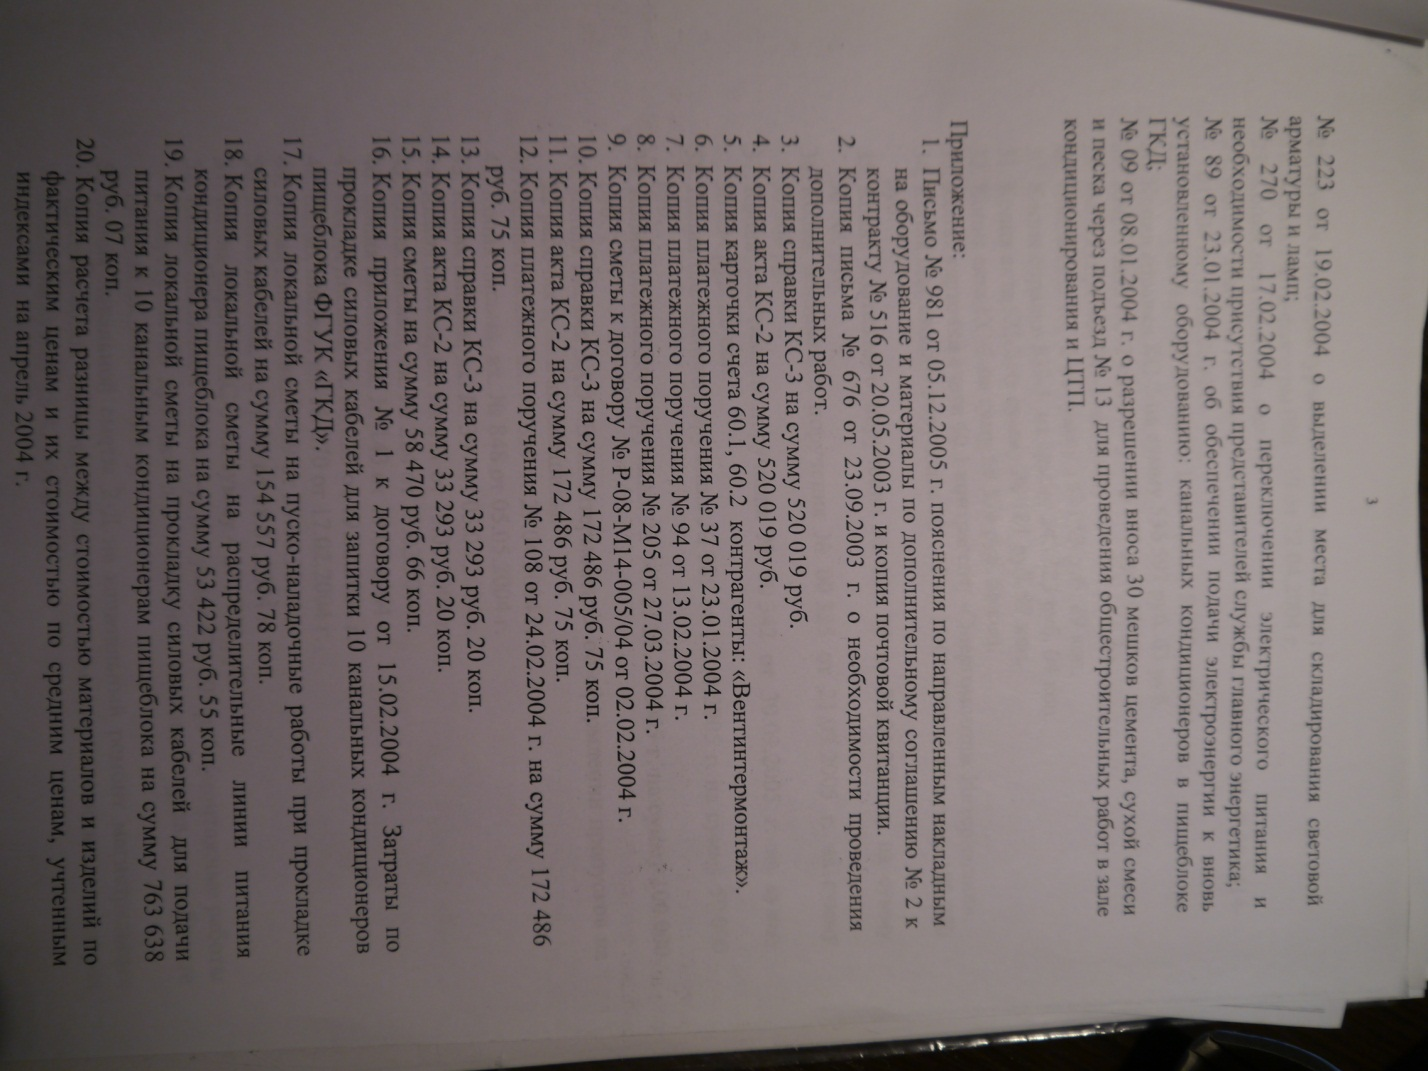 3
№ 223 от 19.02.2004 о выделении места для складирования световой
арматуры и ламп;
№ 270 от 17.02.2004 о переключении электрического питания и
необходимости присутствия представителей службы главного энергетика;
№ 89 от 23.01.2004 г. об обеспечении подачи электроэнергии к вновь
установленному оборудованию: канальных кондиционеров в пищеблоке
ГКД;
№ 09 от 08.01.2004 г. о разрешении вноса 30 мешков цемента, сухой смеси
и песка через подъезд № 13 для проведения общестроительных работ в зале
кондиционирования и ЦТП.
Приложение:
1. Письмо № 981 от 05.12.2005 г. пояснения по направленным накладным
на оборудование и материалы по дополнительному соглашению № 2 к
контракту № 516 от 20.05.2003 г. и копия почтовой квитанции.
2. Копия письма № 676 от 23.09.2003 г. о необходимости проведения
дополнительных работ.
3. Копия справки КС-3 на сумму 520 019 руб.
4. Копия акта КС-2 на сумму 520 019 руб.
5. Копия карточки счета 60.1, 60.2 контрагенты: «Вентинтермонтаж».
6. Копия платежного поручения № 37 от 23.01.2004 г.
7. Копия платежного поручения № 94 от 13.02.2004 г.
8. Копия платежного поручения № 205 от 27.03.2004 г.
9. Копия сметы к договору № Р-08-М14-005/04 от 02.02.2004 г.
10. Копия справки КС-3 на сумму 172 486 руб. 75 коп.
11. Копия акта КС-2 на сумму 172 486 руб. 75 коп.
12. Копия платежного поручения № 108 от 24.02.2004 г. на сумму 172 486
руб. 75 коп.
13. Копия справки КС-3 на сумму 33 293 руб. 20 коп.
14. Копия акта КС-2 на сумму 33 293 руб. 20 коп.
15. Копия сметы на сумму 58 470 руб. 66 коп.
16. Копия приложения № 1 к договору от 15.02.2004 г. Затраты по
прокладке силовых кабелей для запитки 10 канальных кондиционеров
пищеблока ФГУК «ГКД».
17. Копия локальной сметы на пуско-наладочные работы при прокладке
силовых кабелей на сумму 154 557 руб. 78 коп.
18. Копия локальной сметы на распределительные линии питания
кондиционера пищеблока на сумму 53 422 руб. 55 коп.
19. Копия локальной сметы на прокладку силовых кабелей для подачи
питания к 10 канальным кондиционерам пищеблока на сумму 763 638
руб. 07 коп.
20. Копия расчета разницы между стоимостью материалов и изделий по
фактическим ценам и их стоимостью по средним ценам, учтенным
индексами на апрель 2004 г.